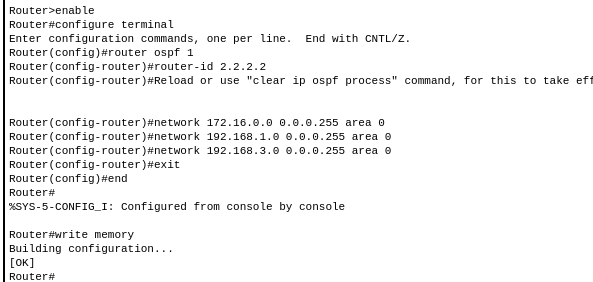 Router>enable
Router#configure terminal
Enter configuration commands, one per line.  End with CNTL/Z.
Router(config)#router ospf 1
Router(config-router)#router-id 2.2.2.2
Router(config-router)#Reload or use "clear ip ospf process" command, for this to take eff
Router(config-router)#network 172.16.0.0 0.0.0.255 area 0
Router(config-router)#network 192.168.1.0 0.0.0.255 area 0
Router(config-router)#network 192.168.3.0 0.0.0.255 area 0
Router(config-router)#exit
Router(config)#end
Router#
%SYS-5-CONFIG_I: Configured from console by console
Router#write memory
Building configuration...
[OK]
Router#